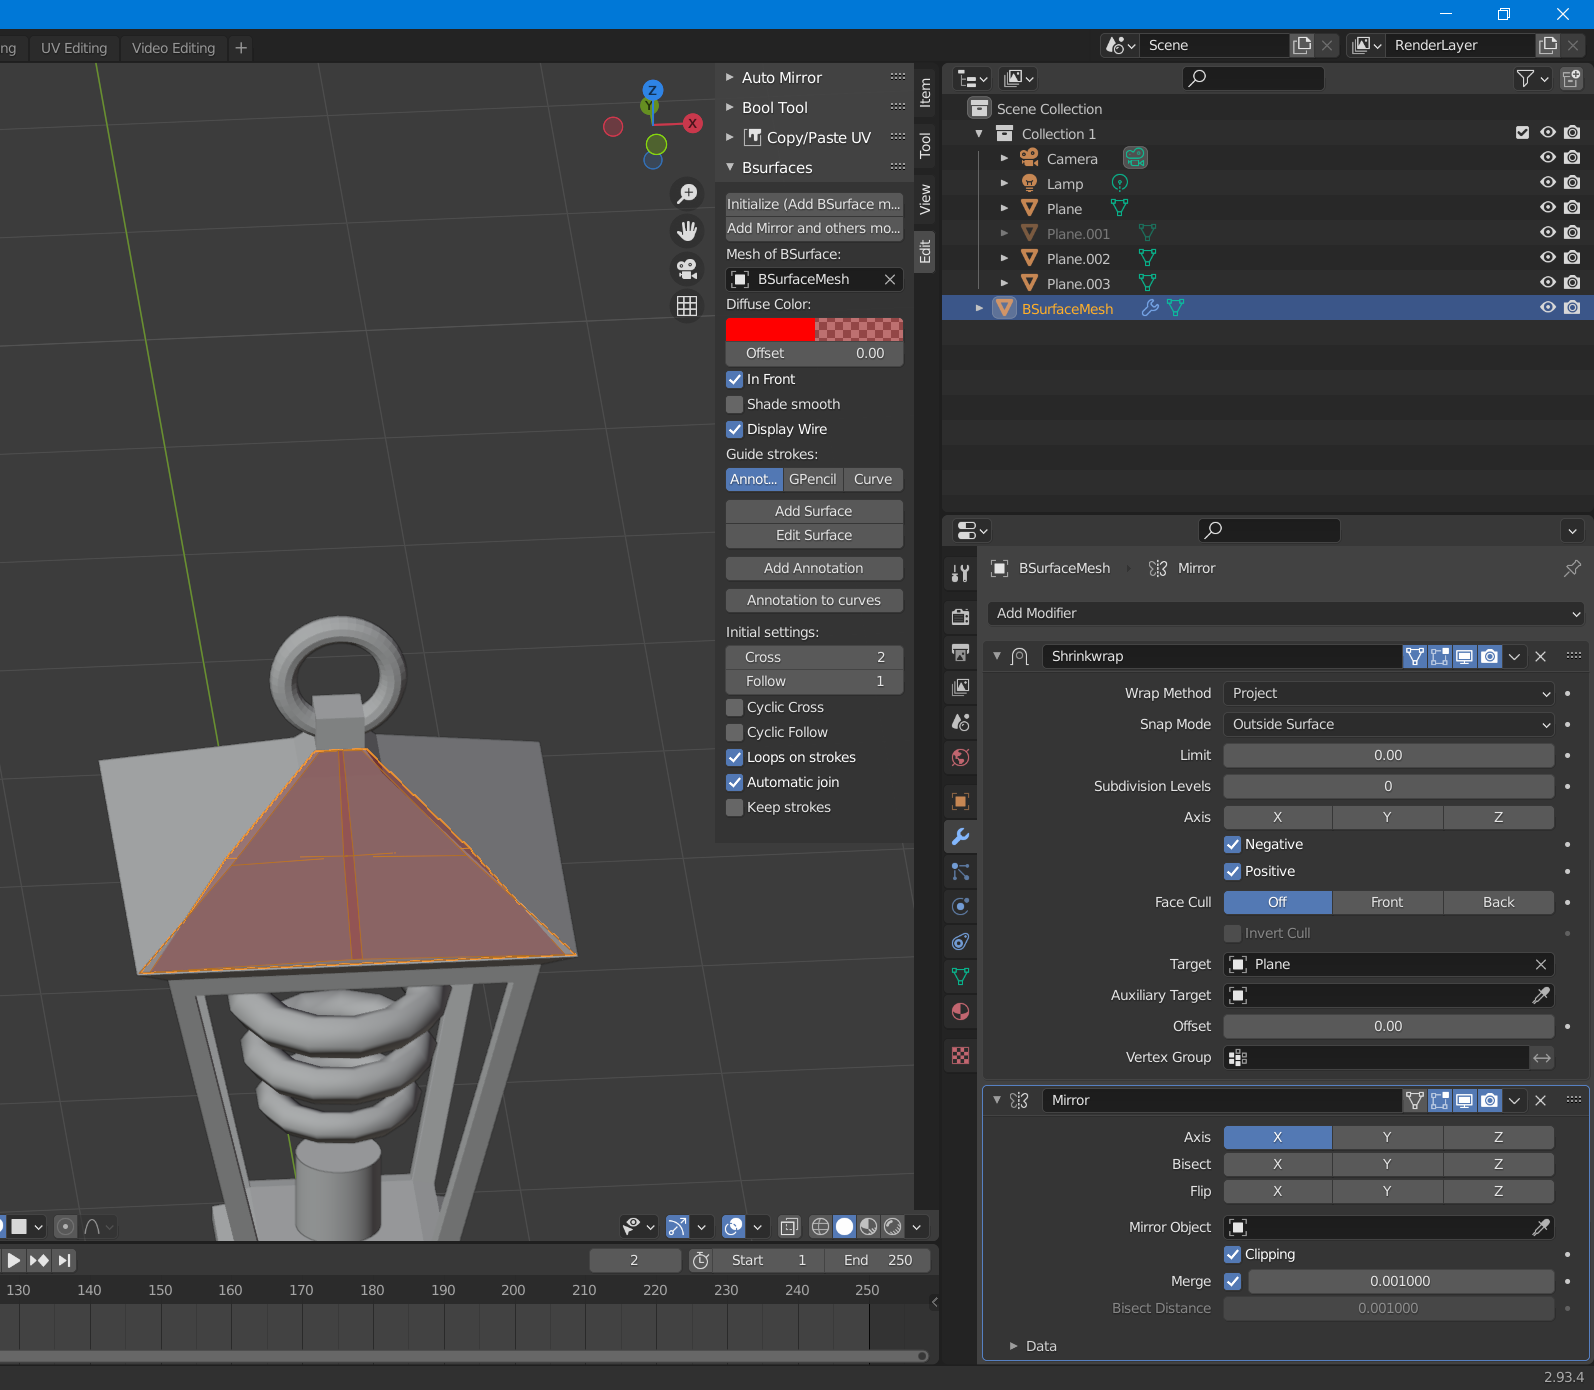 ng
UV Editing
Video Editing
+
Scene
RenderLayer
Auto Mirror
Bool Tool
Copy/Paste UV
Bsurfaces
Initialize (Add BSurface m...
Add Mirror and others mo...
Mesh of BSurface:
BSurfaceMesh
Diffuse Color:
Offset 0.00
In Front
Shade smooth
Display Wire
Guide strokes:
Annot... GPencil Curve
Add Surface
Edit Surface
Add Annotation
Annotation to curves
Initial settings:
Cross 2
Follow 1
Cyclic Cross
Cyclic Follow
Loops on strokes
Automatic join
Keep strokes
Item
Tool
View
Edit
Z
Y
X
Scene Collection
Collection 1
Camera
Lamp
Plane
Plane.001
Plane.002
Plane.003
BSurfaceMesh
BSurfaceMesh Mirror
Add Modifier
Shrinkwrap
Wrap Method Project
Snap Mode Outside Surface
Limit 0.00
Subdivision Levels 0
Axis X Y Z
Negative
Positive
Face Cull Off Front Back
Invert Cull
Target Plane
Auxiliary Target
Offset 0.00
Vertex Group
Mirror
Axis X Y Z
Bisect X Y Z
Flip X Y Z
Mirror Object
Clipping
Merge 0.001000
Bisect Distance 0.001000
Data
2 Start 1 End 250
130 140 150 160 170 180 190 200 210 220 230 240 250
2.93.4